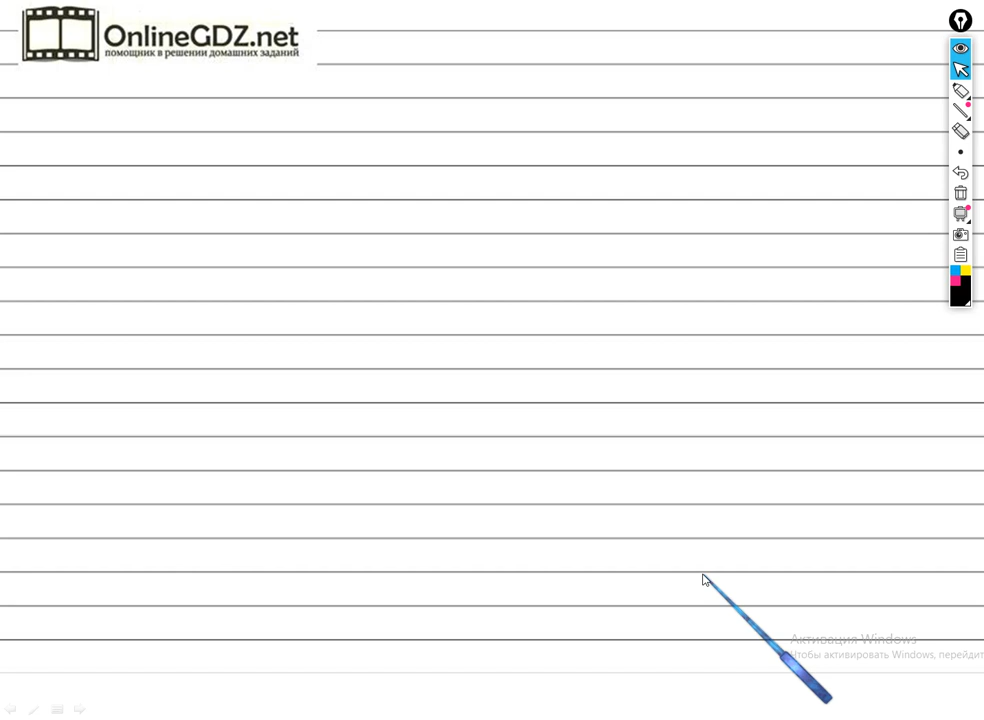 OnlineGDZ.net
помощник в решении домашних заданий
Активация Windows
Чтобы активировать Windows, перейдит